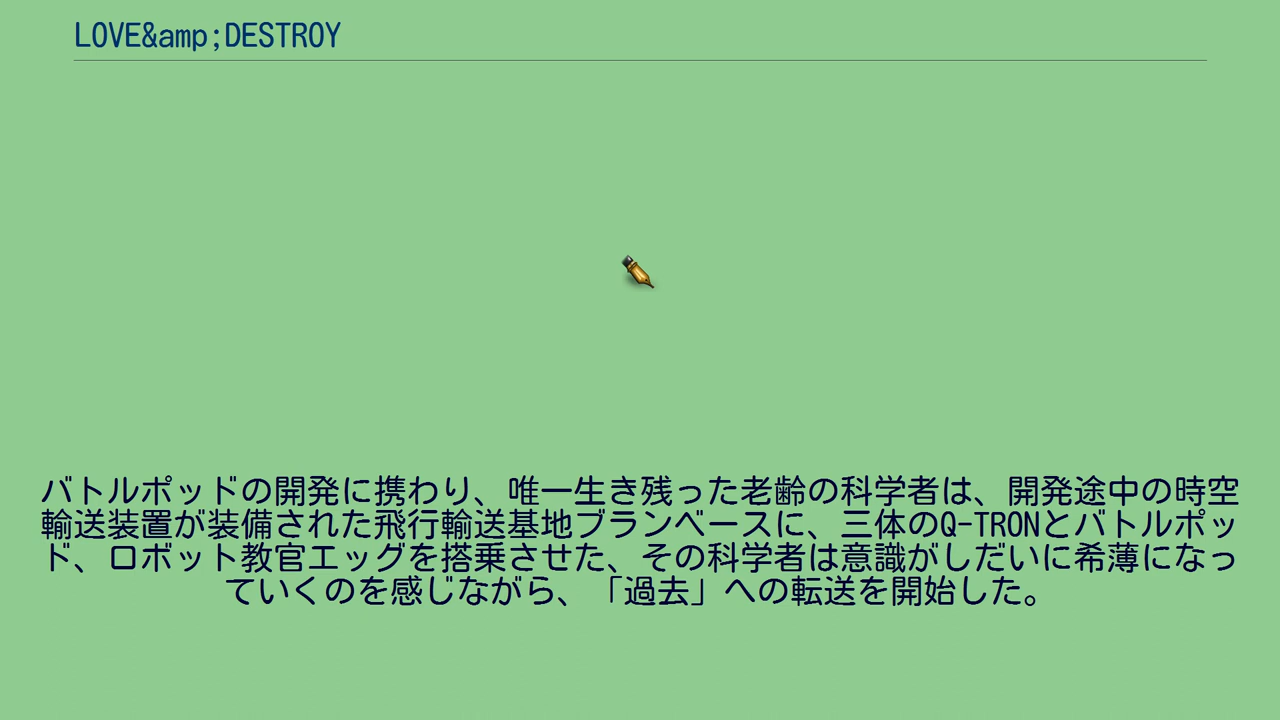 LOVE&amp;DESTROY
バトルポッドの開発に携わり、唯一生き残った老齢の科学者は、開発途中の時空
輸送装置が装備された飛行輸送基地ブランベースに、三体のQ-TRONとバトルポッ
ド、ロボット教官エッグを搭乗させた、その科学者は意識がしだいに希薄になっ
ていくのを感じながら、「過去」への転送を開始した。